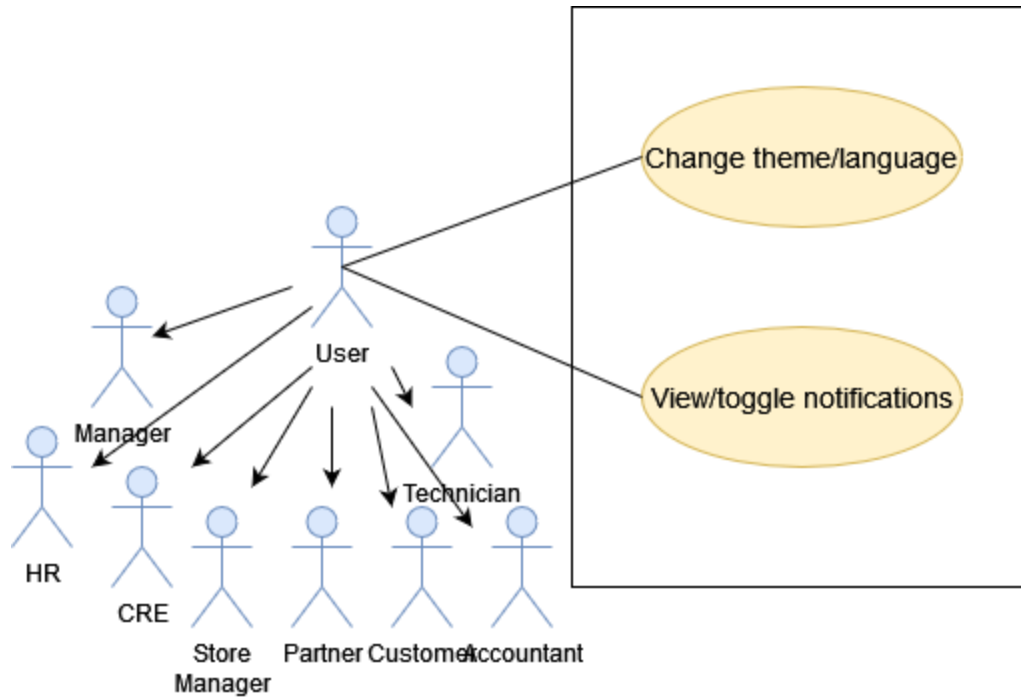 Change theme/language
User
View/toggle notifications
Manager
Technician
HR
CRE
Store
Manager
Partner
Customer
Accountant